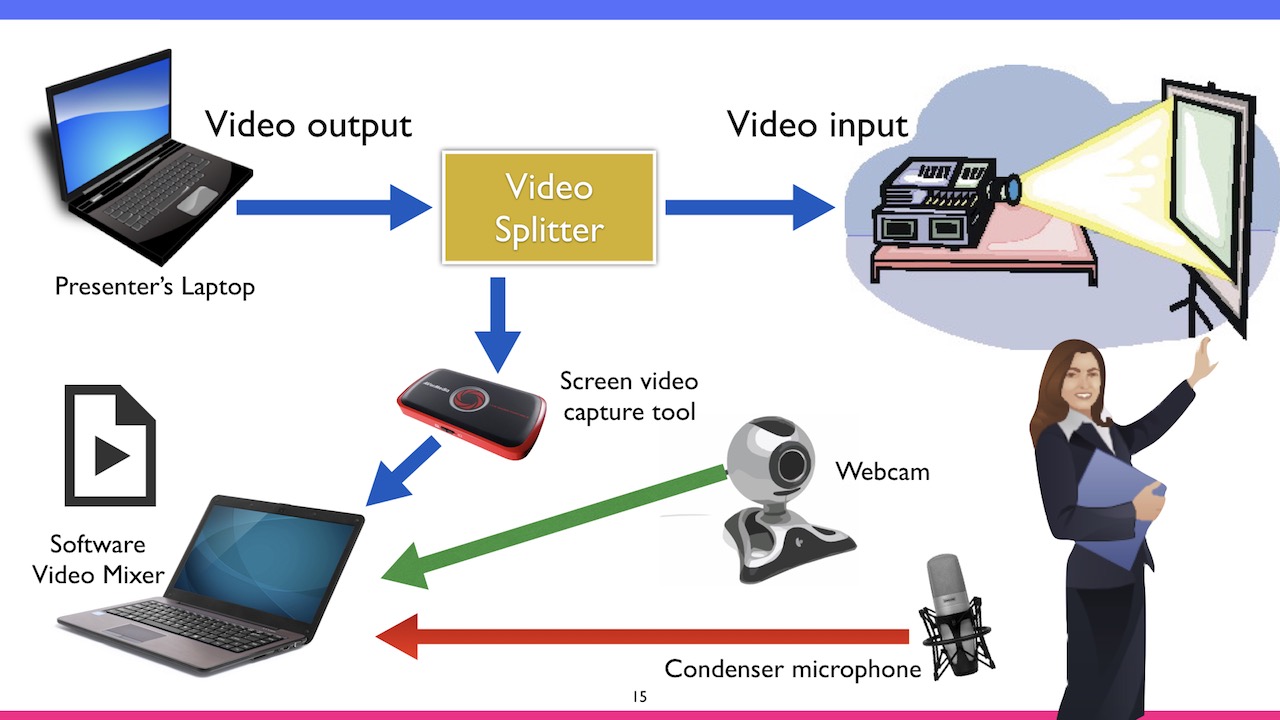 Video output
Video input
Video
Splitter
Presenter's Laptop
Screen video
capture tool
AVerMedia
Webcam
Software
Video Mixer
Condenser microphone
15